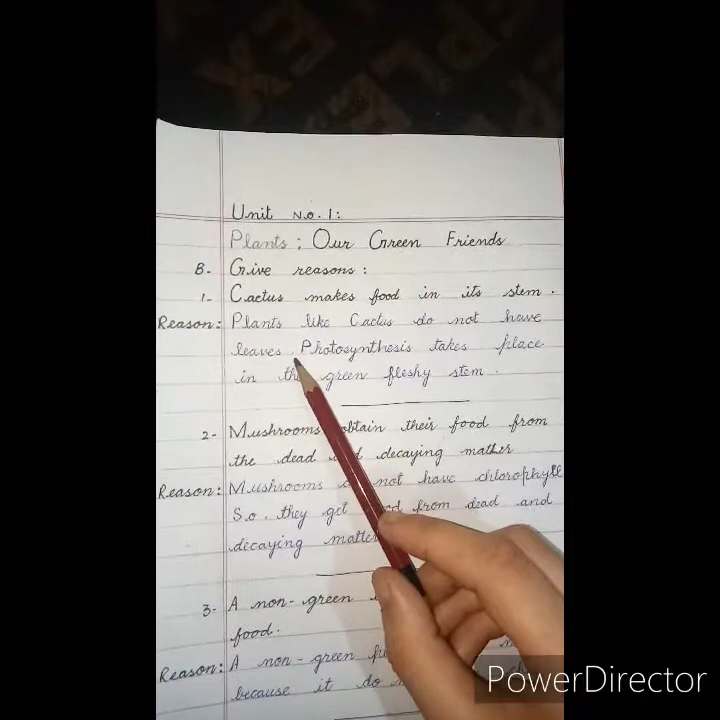 Unit No. 1:
Plants: Our Green Friends
B- Give reasons:
1- Cactus makes food in its stem.
Reason: Plants like Cactus do not have
leaves. Photosynthesis takes place
in the green fleshy stem.
2- Mushrooms obtain their food from
the dead and decaying matter
Reason: Mushrooms not have chlorophyll
So, they get food from dead and
decaying matter
3- A non-green
food.
Reason: A non-green
because it do
PowerDirector